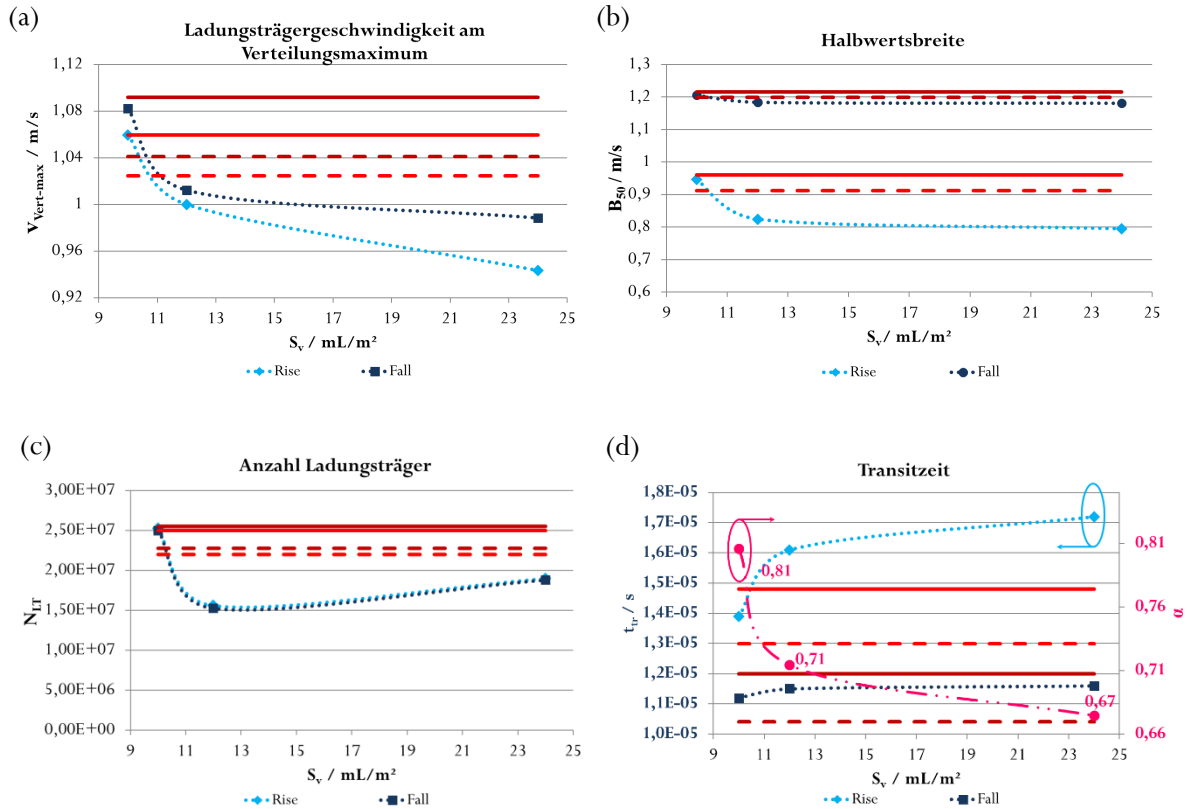 (a)
Ladungsträgergeschwindigkeit am
Verteilungsmaximum
vVert-max / m/s
1,12
1,08
1,04
1
0,96
0,92
9 11 13 15 17 19 21 23 25
Sv / mL/m²
Rise Fall
(b)
Halbwertsbreite
B50 / m/s
1,3
1,2
1,1
1
0,9
0,8
0,7
0,6
9 11 13 15 17 19 21 23 25
Sv / mL/m²
Rise Fall
(c)
Anzahl Ladungsträger
NLT
3,00E+07
2,50E+07
2,00E+07
1,50E+07
1,00E+07
5,00E+06
0,00E+00
9 11 13 15 17 19 21 23 25
Sv / mL/m²
Rise Fall
(d)
Transitzeit
ttr / s
1,8E-05
1,7E-05
1,6E-05
1,5E-05
1,4E-05
1,3E-05
1,2E-05
1,1E-05
1,0E-05
0,81
0,71
0,67
0,81
0,76
0,71
0,66
α
9 11 13 15 17 19 21 23 25
Sv / mL/m²
Rise Fall